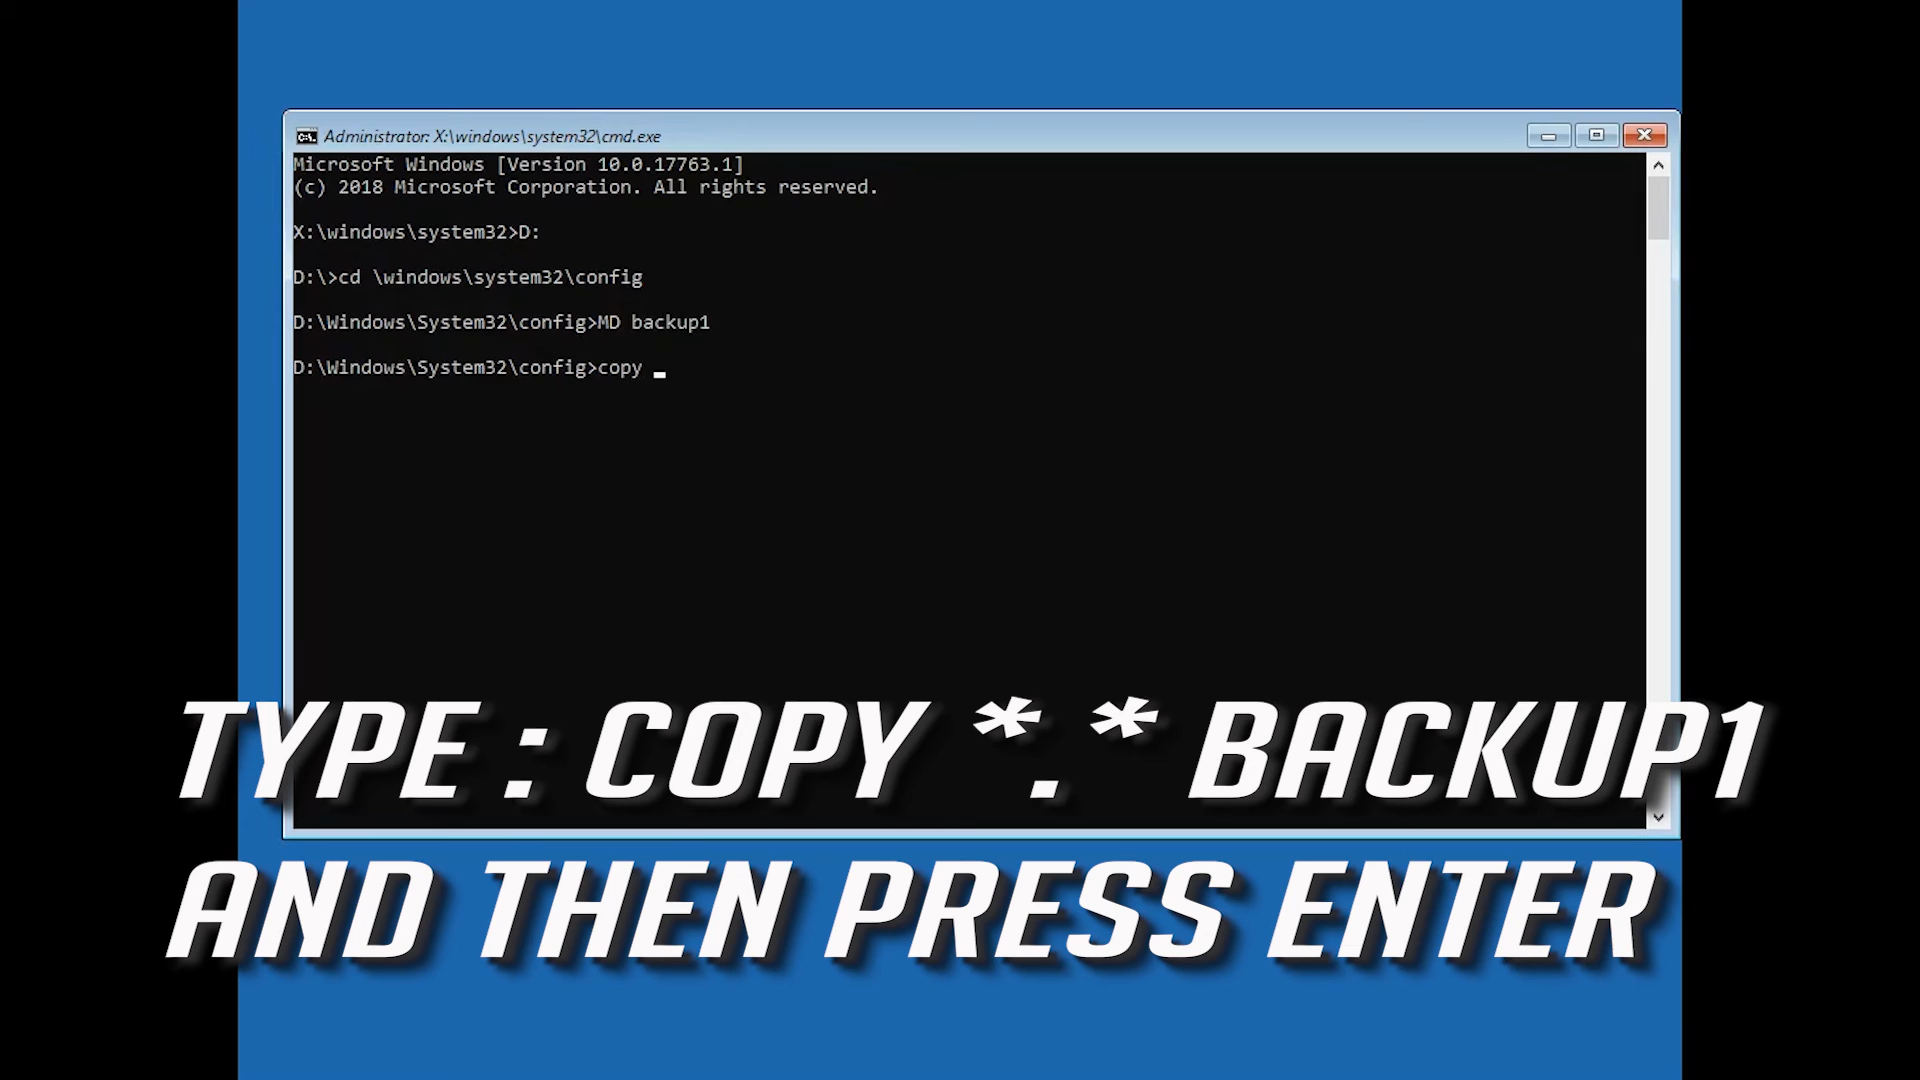 Administrator: X:\windows\system32\cmd.exe
Microsoft Windows [Version 10.0.17763.1]
(c) 2018 Microsoft Corporation. All rights reserved.
X:\windows\system32>D:
D:\>cd \windows\system32\config
D:\Windows\System32\config>MD backup1
D:\Windows\System32\config>copy _
TYPE : COPY *.* BACKUP1
AND THEN PRESS ENTER